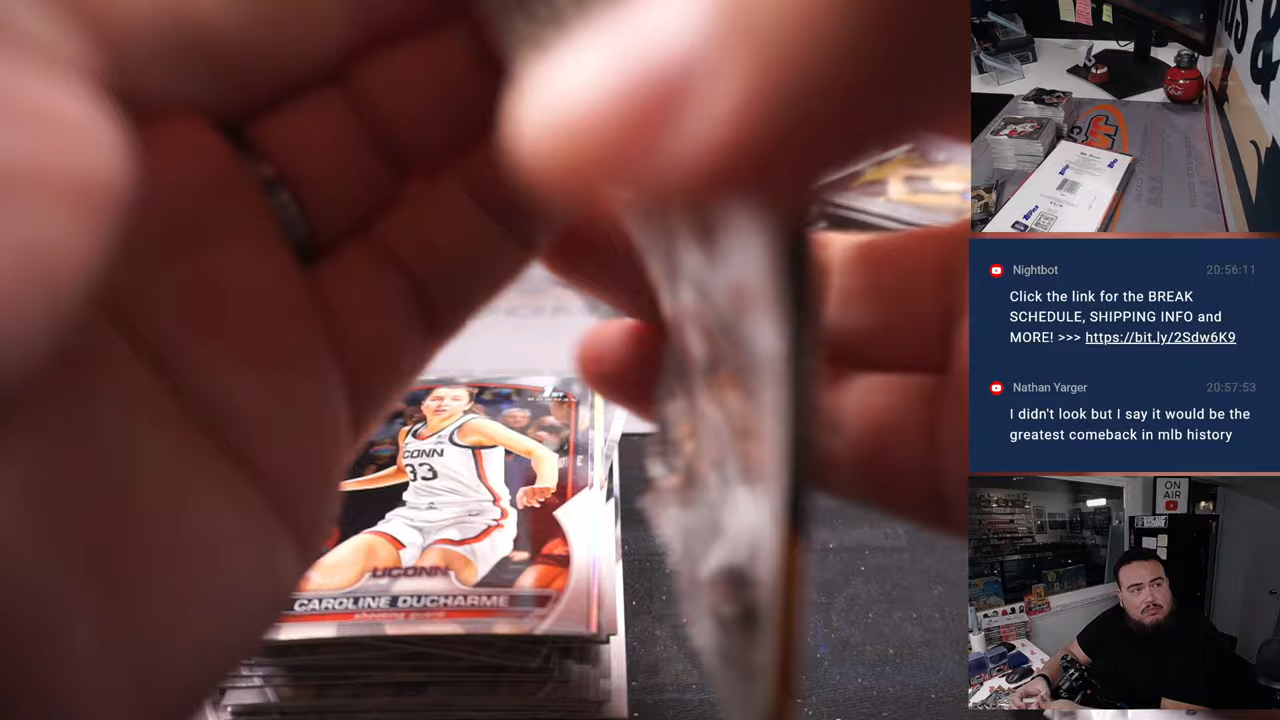 1ST
CONN
33
UCONN
CAROLINE DUCHARME
Nightbot
20:56:11
Click the link for the BREAK
SCHEDULE, SHIPPING INFO and
MORE! >>> https://bit.ly/2Sdw6K9
Nathan Yarger
20:57:53
I didn't look but I say it would be the
greatest comeback in mlb history
ON
AIR